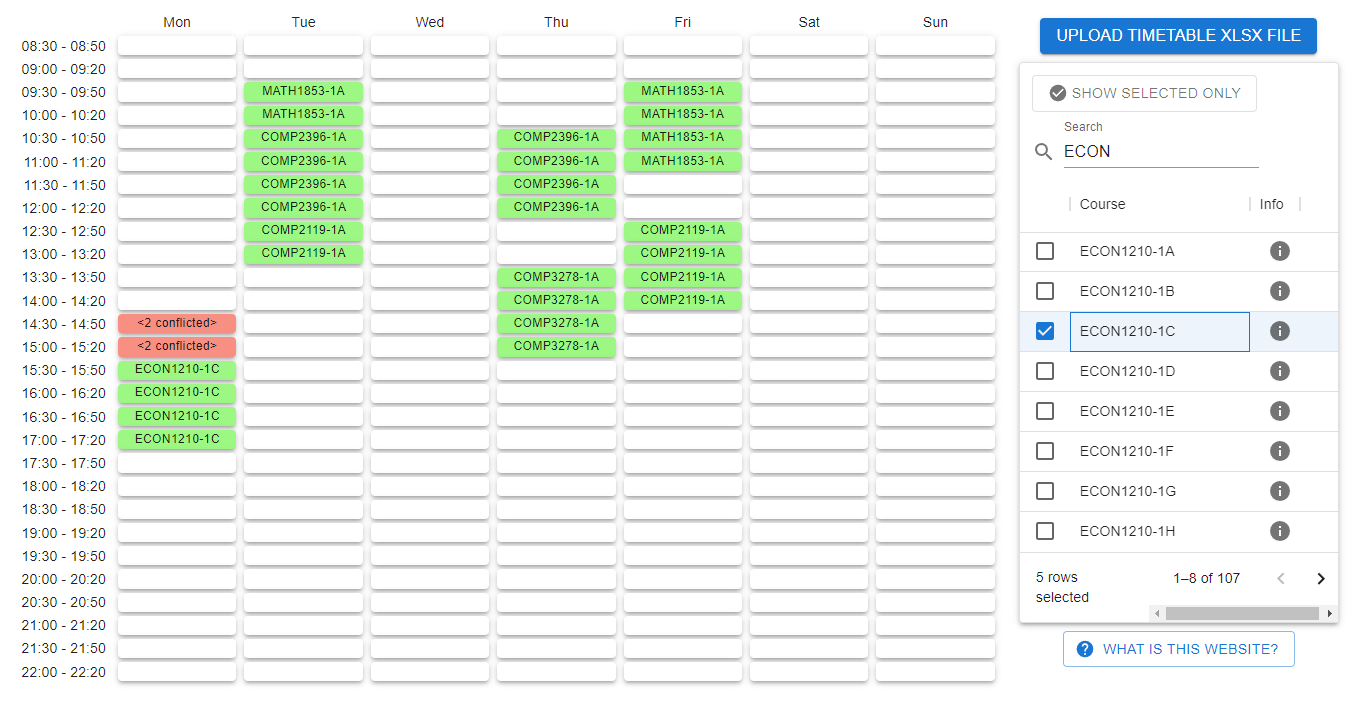 Mon Tue Wed Thu Fri Sat Sun
08:30 - 08:50
09:00 - 09:20
09:30 - 09:50 MATH1853-1A MATH1853-1A
10:00 - 10:20 MATH1853-1A MATH1853-1A
10:30 - 10:50 COMP2396-1A COMP2396-1A MATH1853-1A
11:00 - 11:20 COMP2396-1A COMP2396-1A MATH1853-1A
11:30 - 11:50 COMP2396-1A COMP2396-1A
12:00 - 12:20 COMP2396-1A COMP2396-1A
12:30 - 12:50 COMP2119-1A COMP2119-1A
13:00 - 13:20 COMP2119-1A COMP2119-1A
13:30 - 13:50 COMP3278-1A COMP2119-1A
14:00 - 14:20 COMP3278-1A COMP2119-1A
14:30 - 14:50 <2 conflicted> COMP3278-1A
15:00 - 15:20 <2 conflicted> COMP3278-1A
15:30 - 15:50 ECON1210-1C
16:00 - 16:20 ECON1210-1C
16:30 - 16:50 ECON1210-1C
17:00 - 17:20 ECON1210-1C
17:30 - 17:50
18:00 - 18:20
18:30 - 18:50
19:00 - 19:20
19:30 - 19:50
20:00 - 20:20
20:30 - 20:50
21:00 - 21:20
21:30 - 21:50
22:00 - 22:20
UPLOAD TIMETABLE XLSX FILE
SHOW SELECTED ONLY
Search
ECON
Course Info
ECON1210-1A
ECON1210-1B
ECON1210-1C
ECON1210-1D
ECON1210-1E
ECON1210-1F
ECON1210-1G
ECON1210-1H
5 rows
selected
1–8 of 107
WHAT IS THIS WEBSITE?